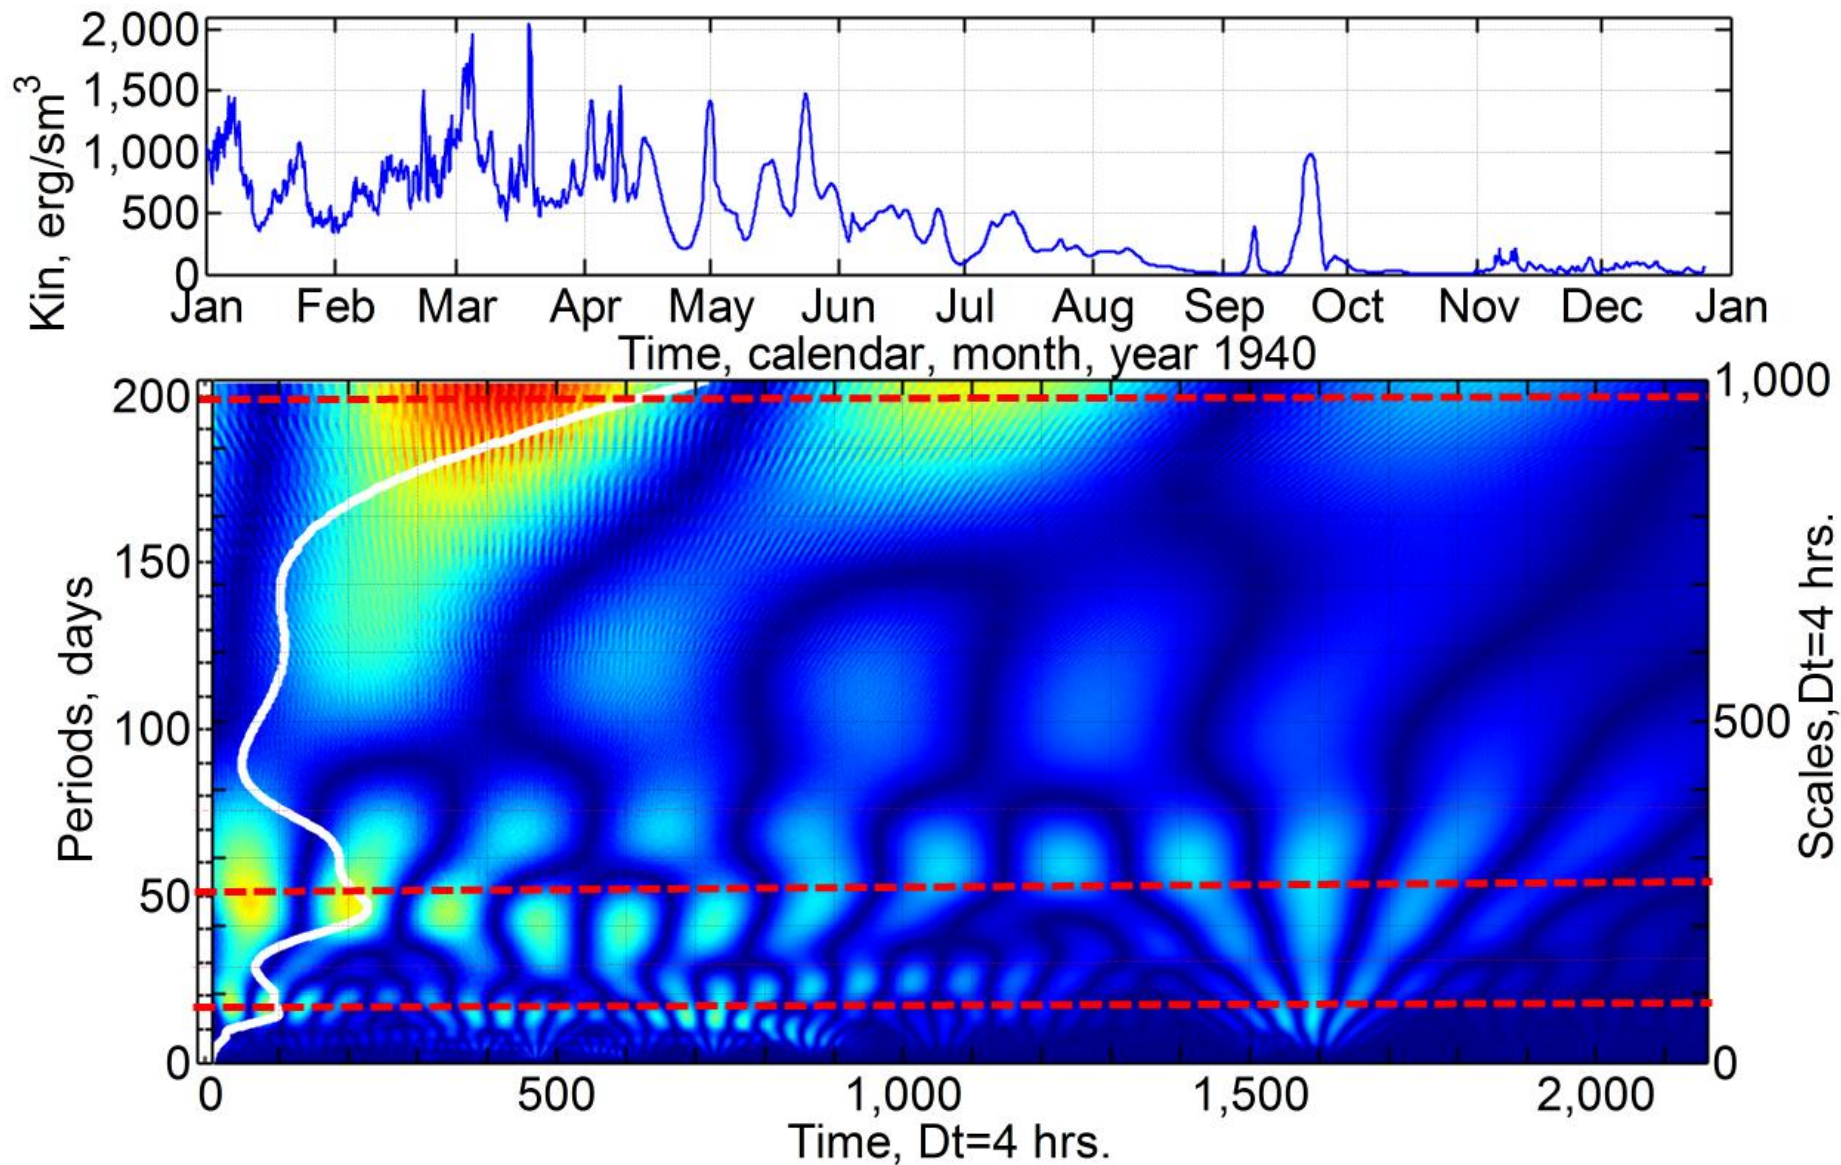 2,000
1,500
1,000
500
0
Kin, erg/sm³
Jan Feb Mar Apr May Jun Jul Aug Sep Oct Nov Dec Jan
Time, calendar, month, year 1940
200
150
100
50
0
Periods, days
1,000
500
0
Scales,Dt=4 hrs.
0 500 1,000 1,500 2,000
Time, Dt=4 hrs.